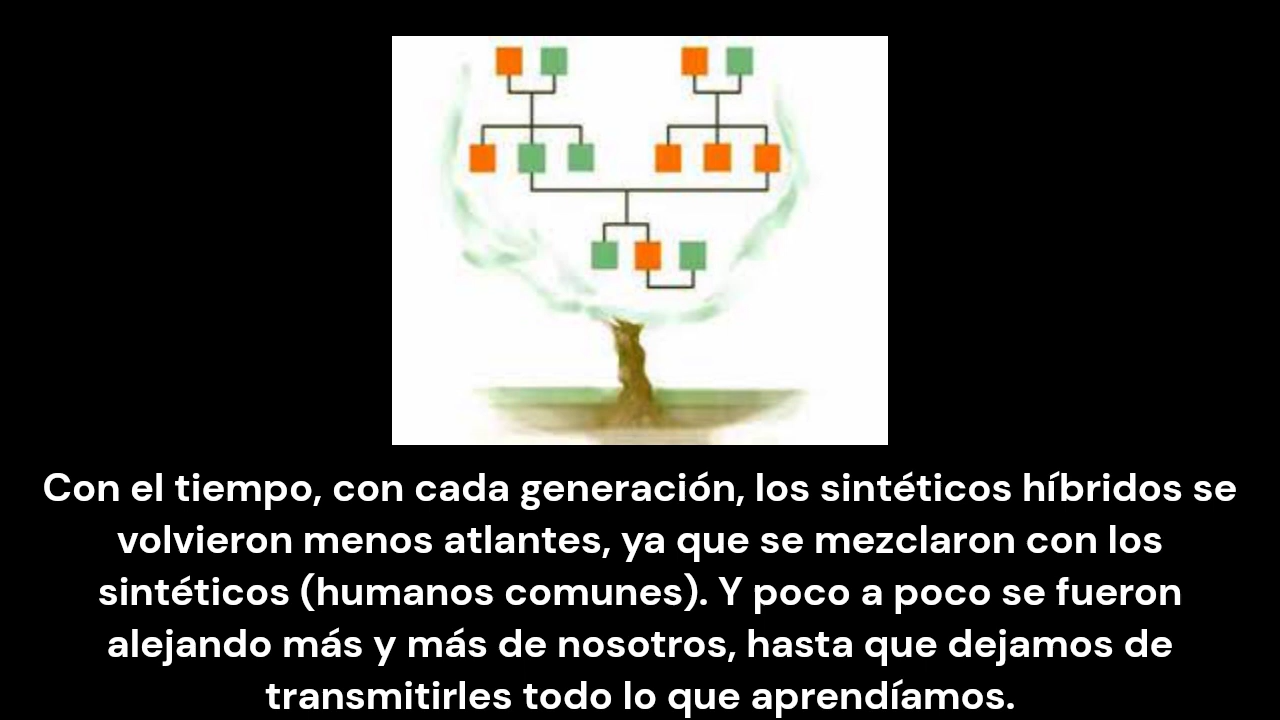 Con el tiempo, con cada generación, los sintéticos híbridos se
volvieron menos atlantes, ya que se mezclaron con los
sintéticos (humanos comunes). Y poco a poco se fueron
alejando más y más de nosotros, hasta que dejamos de
transmitirles todo lo que aprendíamos.